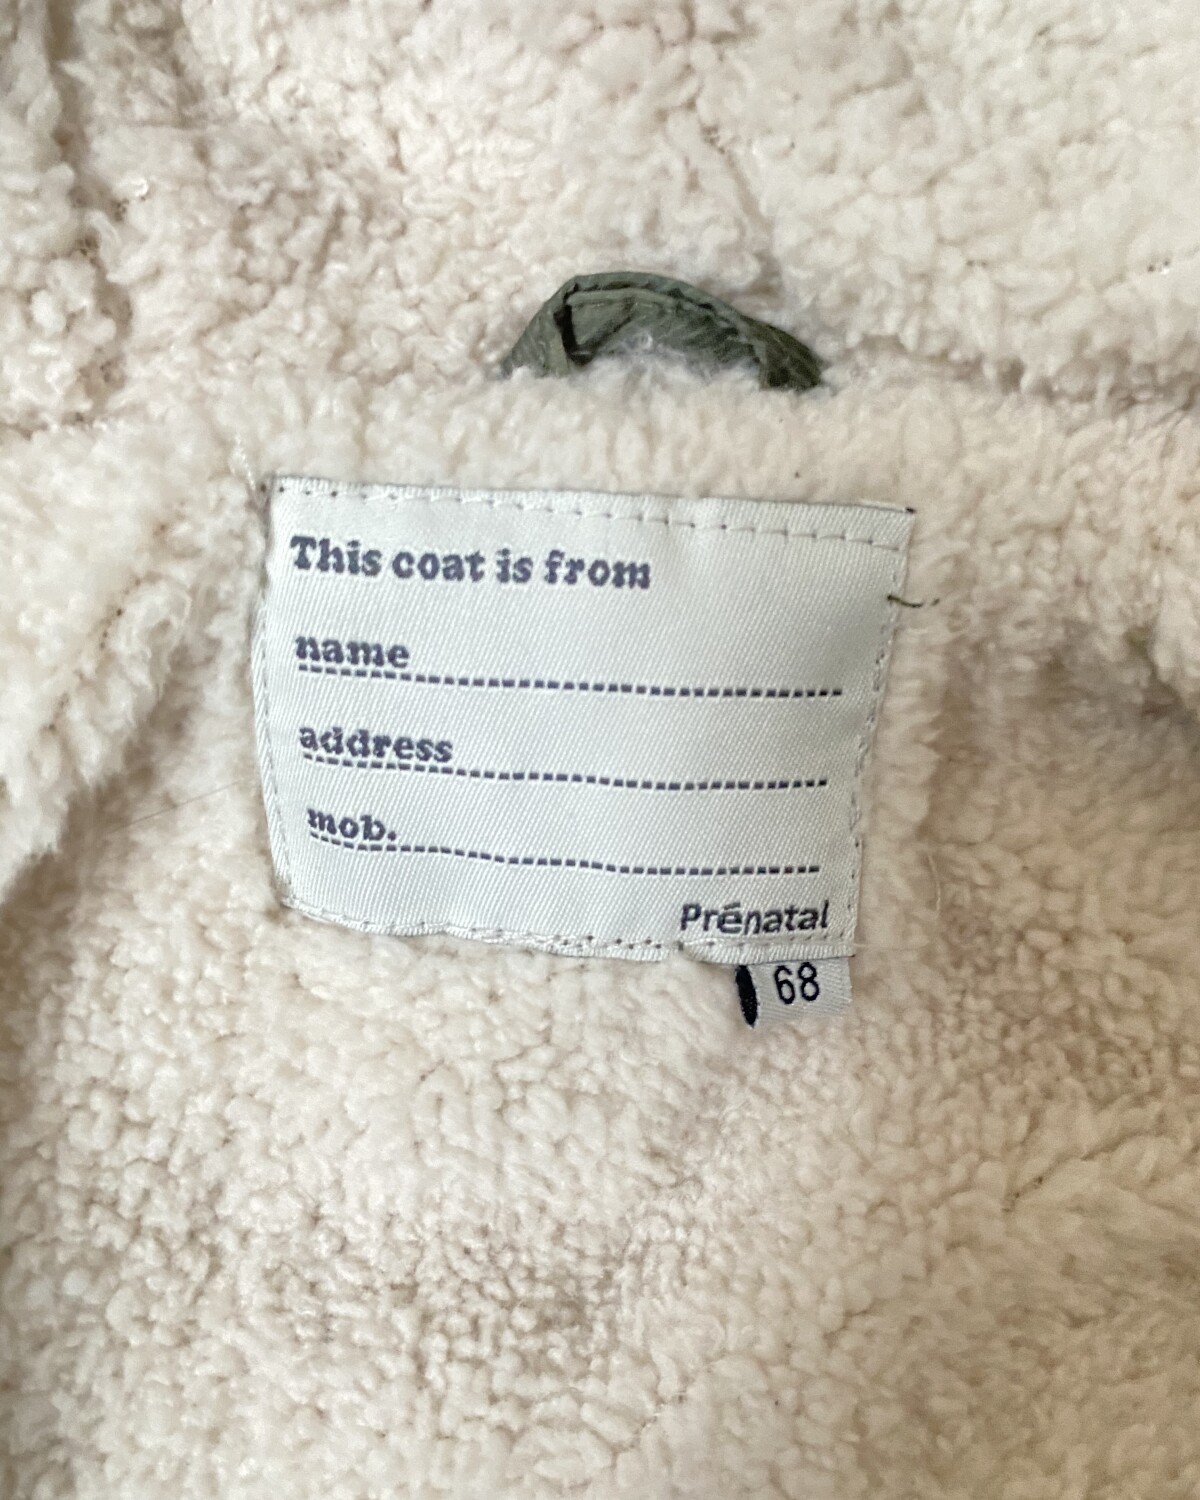 This coat is from
name
address
mob.
Prénatal
68